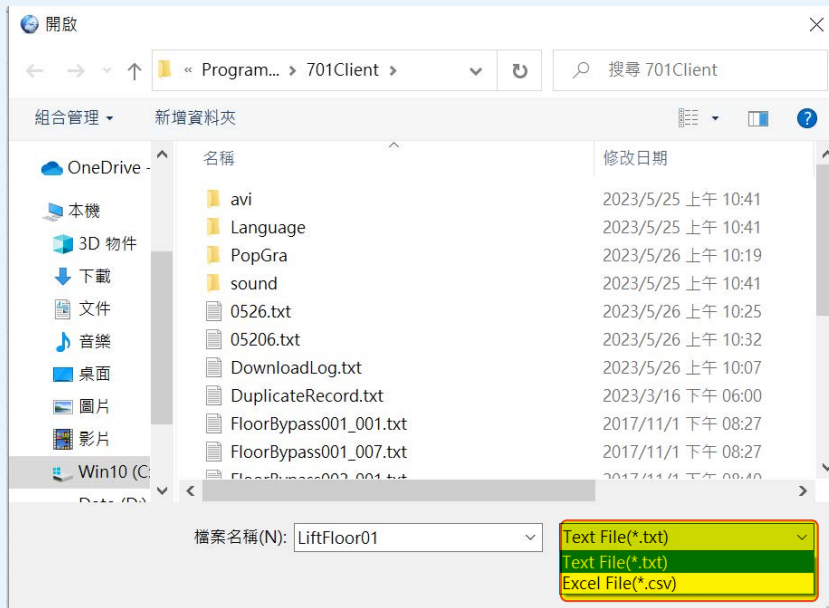 開啟
« Program... > 701Client >
搜尋 701Client
組合管理
新增資料夾
名稱
修改日期
OneDrive -
本機
3D 物件
下載
文件
音樂
桌面
圖片
影片
Win10 (C:
avi 2023/5/25 上午 10:41
Language 2023/5/25 上午 10:41
PopGra 2023/5/26 上午 10:19
sound 2023/5/25 上午 10:41
0526.txt 2023/5/26 上午 10:25
05206.txt 2023/5/26 上午 10:32
DownloadLog.txt 2023/5/26 上午 10:07
DuplicateRecord.txt 2023/3/16 下午 06:00
FloorBypass001_001.txt 2017/11/1 下午 08:27
FloorBypass001_007.txt 2017/11/1 下午 08:27
檔案名稱(N): LiftFloor01
Text File(*.txt)
Text File(*.txt)
Excel File(*.csv)